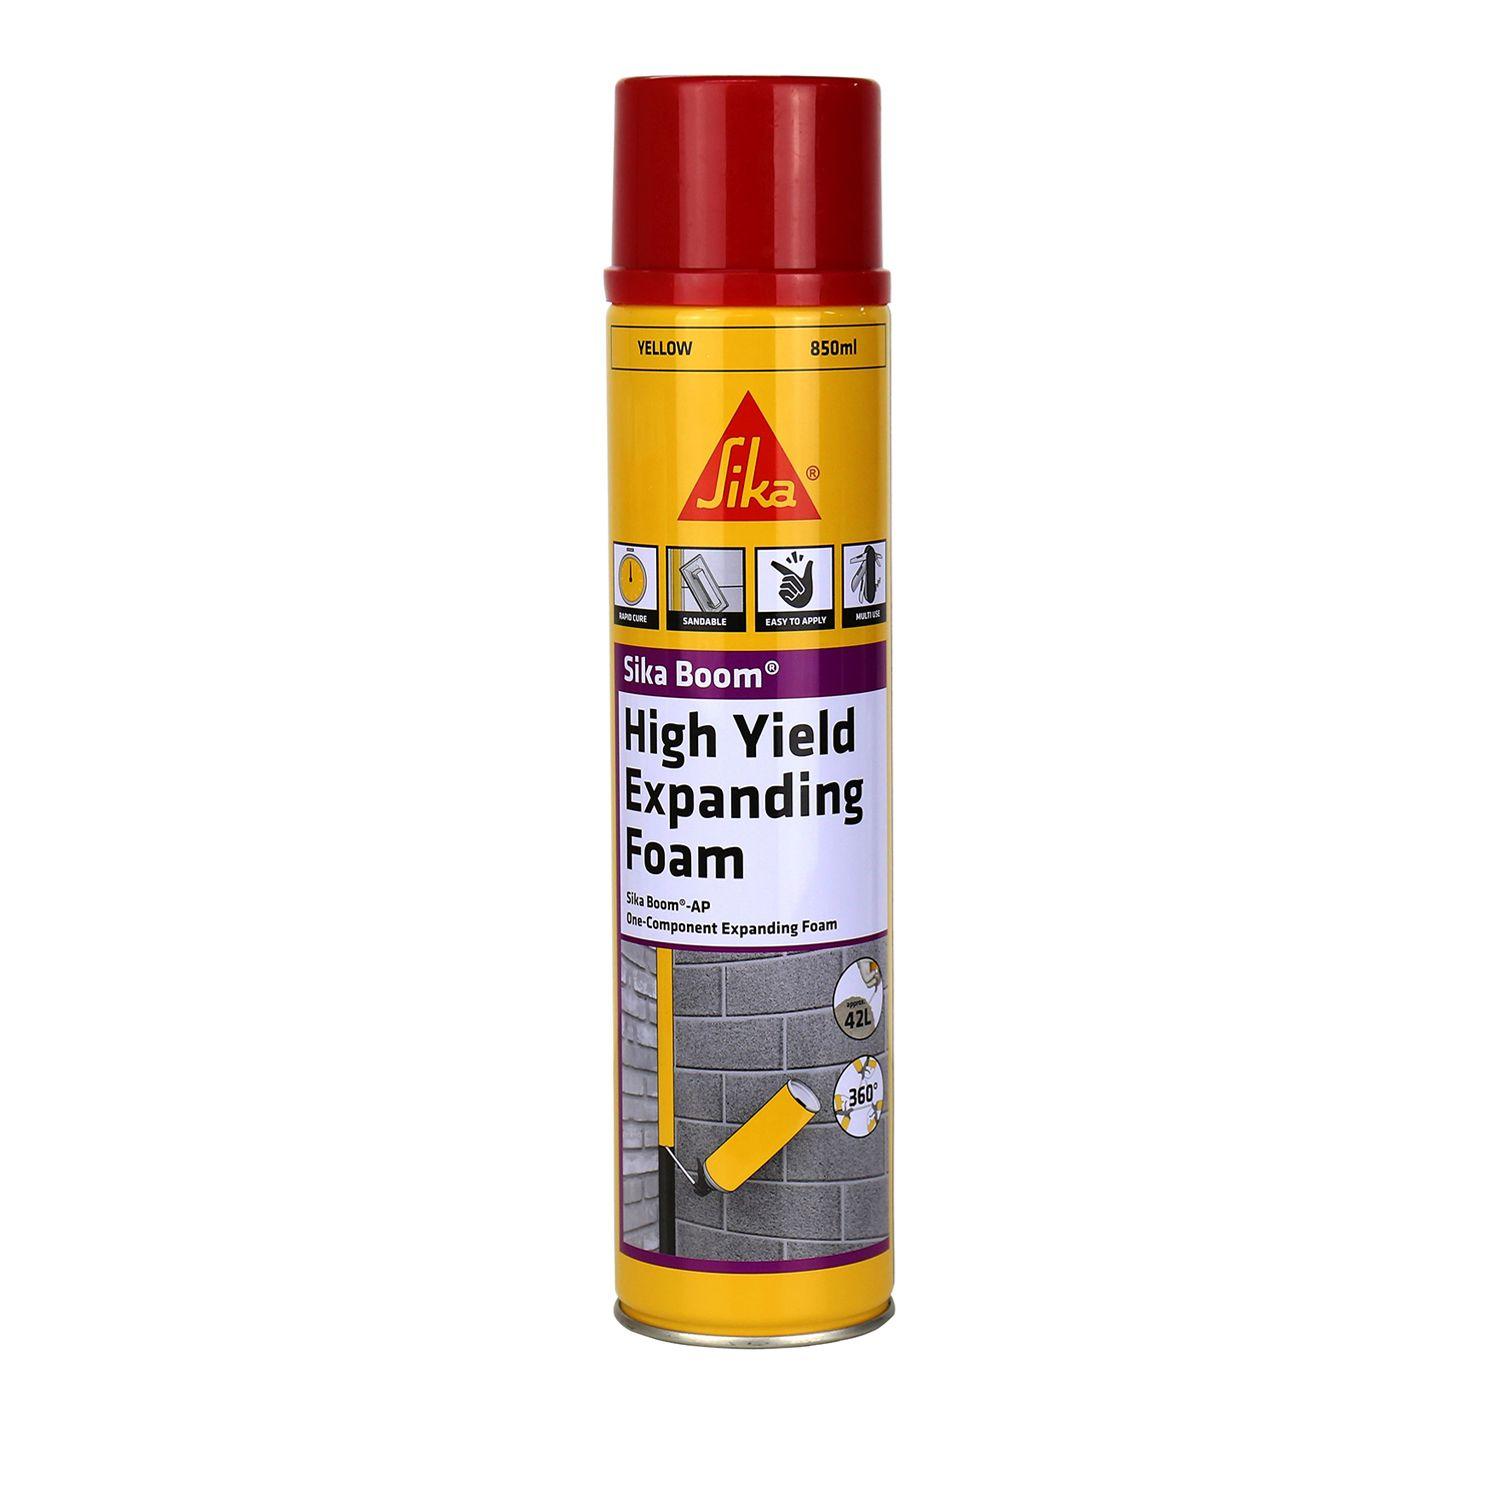 YELLOW 850ml
Sika®
RAPID CURE SANDABLE EASY TO APPLY MULTI USE
Sika Boom®
High Yield
Expanding
Foam
Sika Boom®-AP
One-Component Expanding Foam
approx.
42L
360°